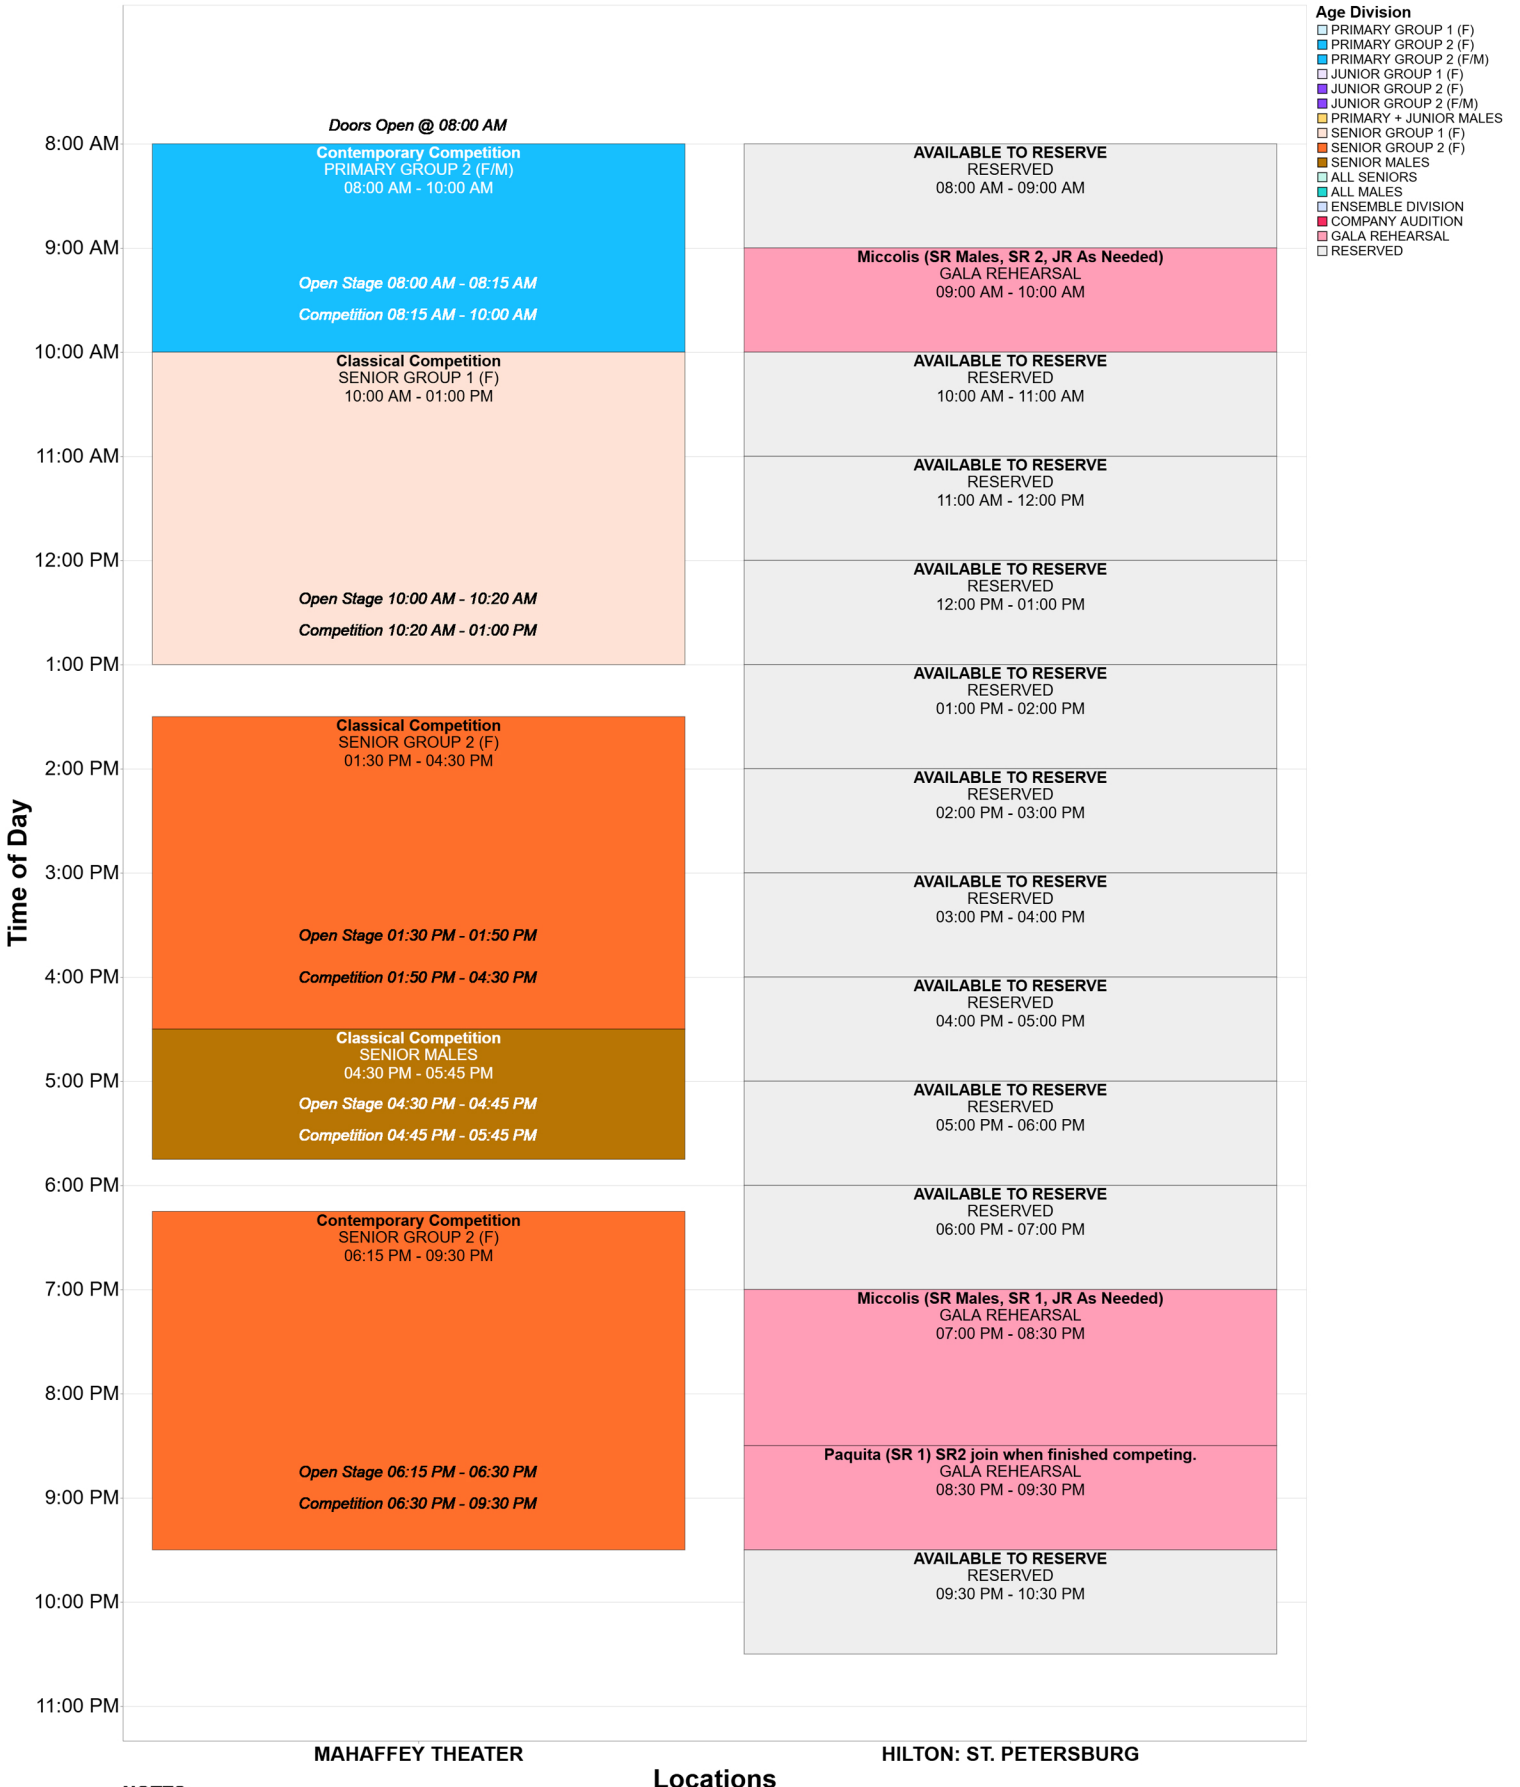 Age Division
PRIMARY GROUP 1 (F)
PRIMARY GROUP 2 (F)
PRIMARY GROUP 2 (F/M)
JUNIOR GROUP 1 (F)
JUNIOR GROUP 2 (F)
JUNIOR GROUP 2 (F/M)
PRIMARY + JUNIOR MALES
SENIOR GROUP 1 (F)
SENIOR GROUP 2 (F)
SENIOR MALES
ALL SENIORS
ALL MALES
ENSEMBLE DIVISION
COMPANY AUDITION
GALA REHEARSAL
RESERVED
Time of Day
8:00 AM
9:00 AM
10:00 AM
11:00 AM
12:00 PM
1:00 PM
2:00 PM
3:00 PM
4:00 PM
5:00 PM
6:00 PM
7:00 PM
8:00 PM
9:00 PM
10:00 PM
11:00 PM
Doors Open @ 08:00 AM
Contemporary Competition
PRIMARY GROUP 2 (F/M)
08:00 AM - 10:00 AM
Open Stage 08:00 AM - 08:15 AM
Competition 08:15 AM - 10:00 AM
Classical Competition
SENIOR GROUP 1 (F)
10:00 AM - 01:00 PM
Open Stage 10:00 AM - 10:20 AM
Competition 10:20 AM - 01:00 PM
Classical Competition
SENIOR GROUP 2 (F)
01:30 PM - 04:30 PM
Open Stage 01:30 PM - 01:50 PM
Competition 01:50 PM - 04:30 PM
Classical Competition
SENIOR MALES
04:30 PM - 05:45 PM
Open Stage 04:30 PM - 04:45 PM
Competition 04:45 PM - 05:45 PM
Contemporary Competition
SENIOR GROUP 2 (F)
06:15 PM - 09:30 PM
Open Stage 06:15 PM - 06:30 PM
Competition 06:30 PM - 09:30 PM
AVAILABLE TO RESERVE
RESERVED
08:00 AM - 09:00 AM
Miccolis (SR Males, SR 2, JR As Needed)
GALA REHEARSAL
09:00 AM - 10:00 AM
AVAILABLE TO RESERVE
RESERVED
10:00 AM - 11:00 AM
AVAILABLE TO RESERVE
RESERVED
11:00 AM - 12:00 PM
AVAILABLE TO RESERVE
RESERVED
12:00 PM - 01:00 PM
AVAILABLE TO RESERVE
RESERVED
01:00 PM - 02:00 PM
AVAILABLE TO RESERVE
RESERVED
02:00 PM - 03:00 PM
AVAILABLE TO RESERVE
RESERVED
03:00 PM - 04:00 PM
AVAILABLE TO RESERVE
RESERVED
04:00 PM - 05:00 PM
AVAILABLE TO RESERVE
RESERVED
05:00 PM - 06:00 PM
AVAILABLE TO RESERVE
RESERVED
06:00 PM - 07:00 PM
Miccolis (SR Males, SR 1, JR As Needed)
GALA REHEARSAL
07:00 PM - 08:30 PM
Paquita (SR 1) SR2 join when finished competing.
GALA REHEARSAL
08:30 PM - 09:30 PM
AVAILABLE TO RESERVE
RESERVED
09:30 PM - 10:30 PM
MAHAFFEY THEATER
HILTON: ST. PETERSBURG
Locations